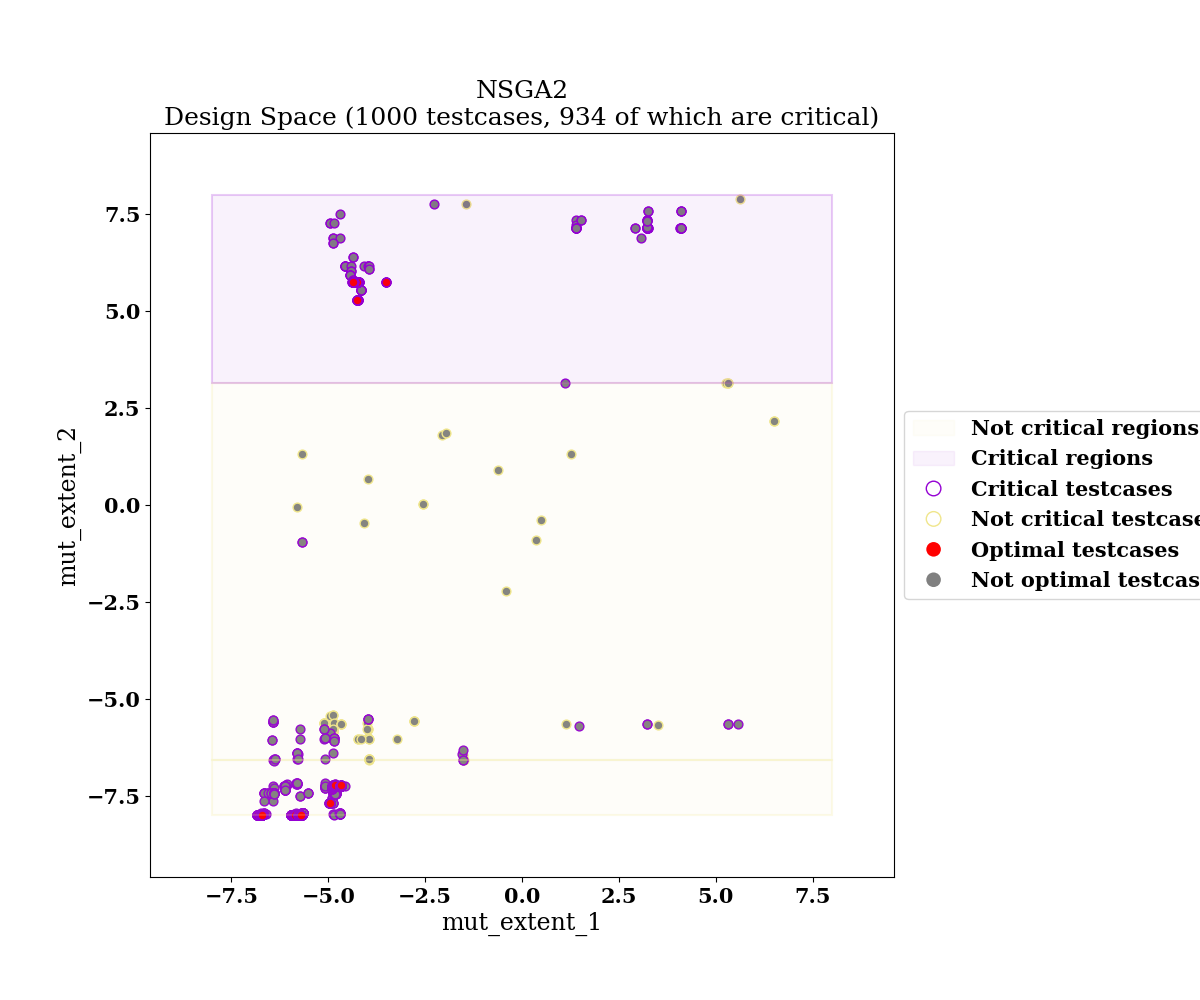 NSGA2
Design Space (1000 testcases, 934 of which are critical)
mut_extent_2
7.5
5.0
2.5
0.0
−2.5
−5.0
−7.5
−7.5
−5.0
−2.5
0.0
2.5
5.0
7.5
mut_extent_1
Not critical regions
Critical regions
Critical testcases
Not critical testcase
Optimal testcases
Not optimal testcas